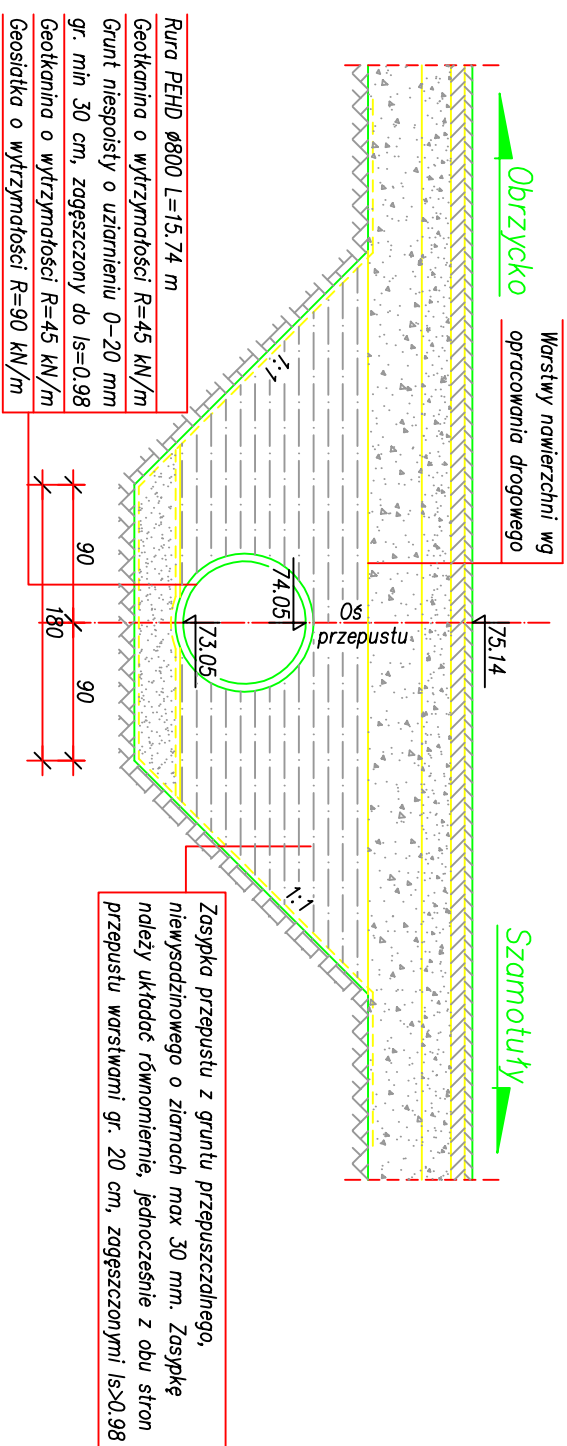 Obrzycko
Szamotuły
Warstwy nawierzchni wg
opracowania drogowego
75.14
Oś
przepustu
74.05
73.05
1:1
1:1
90
90
180
Rura PEHD ø800 L=15.74 m
Geotkanina o wytrzymałości R=45 kN/m
Grunt niespoisty o uziarnieniu 0-20 mm
gr. min 30 cm, zagęszczony do Is=0.98
Geotkanina o wytrzymałości R=45 kN/m
Geosiatka o wytrzymałości R=90 kN/m
Zasypka przepustu z gruntu przepuszczalnego,
niewysadzinowego o ziarnach max 30 mm. Zasypkę
należy układać równomiernie, jednocześnie z obu stron
przepustu warstwami gr. 20 cm, zagęszczonymi Is>0.98